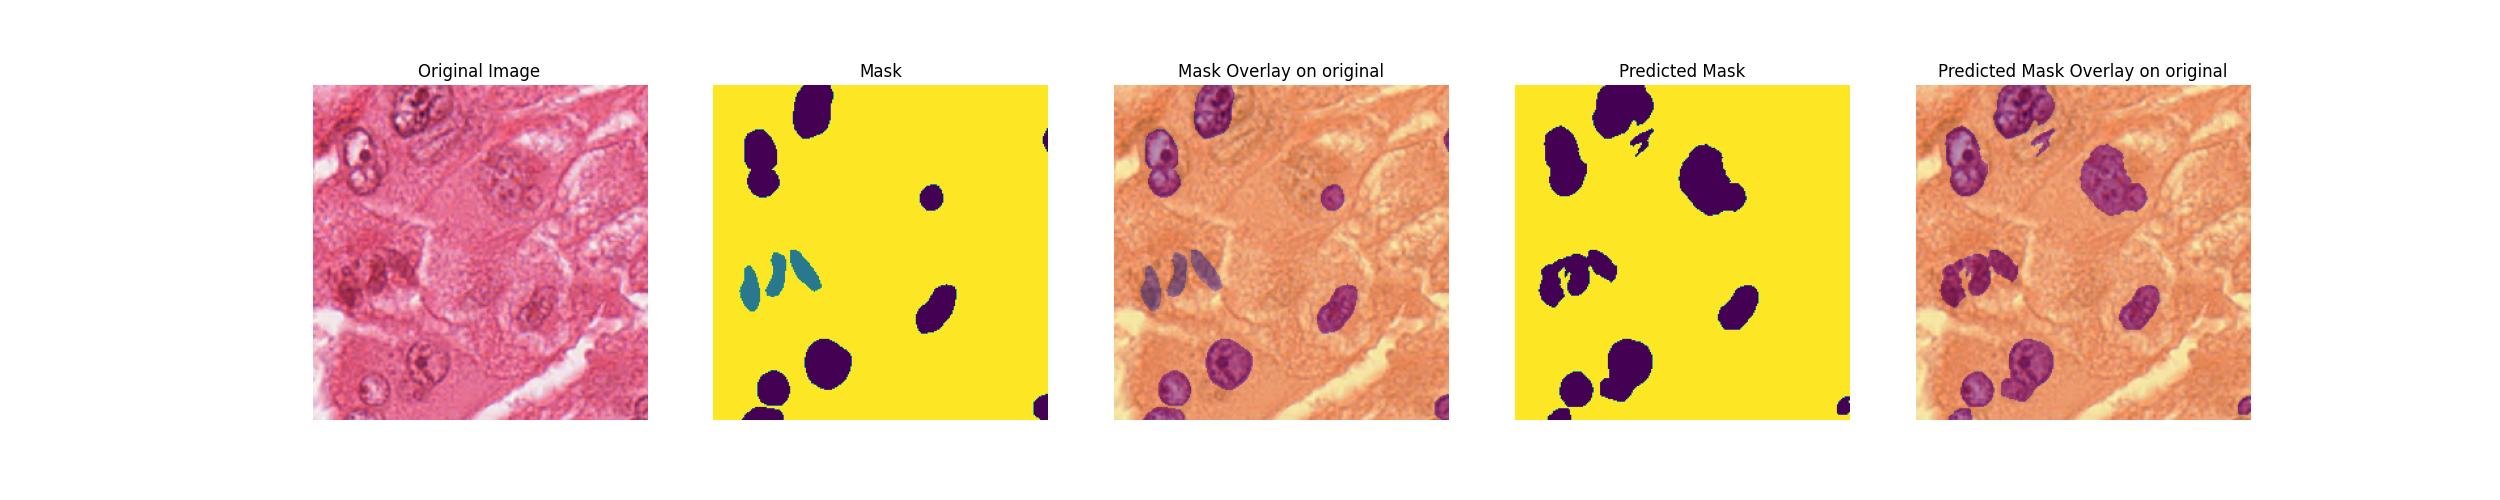 Original Image
Mask
Mask Overlay on original
Predicted Mask
Predicted Mask Overlay on original